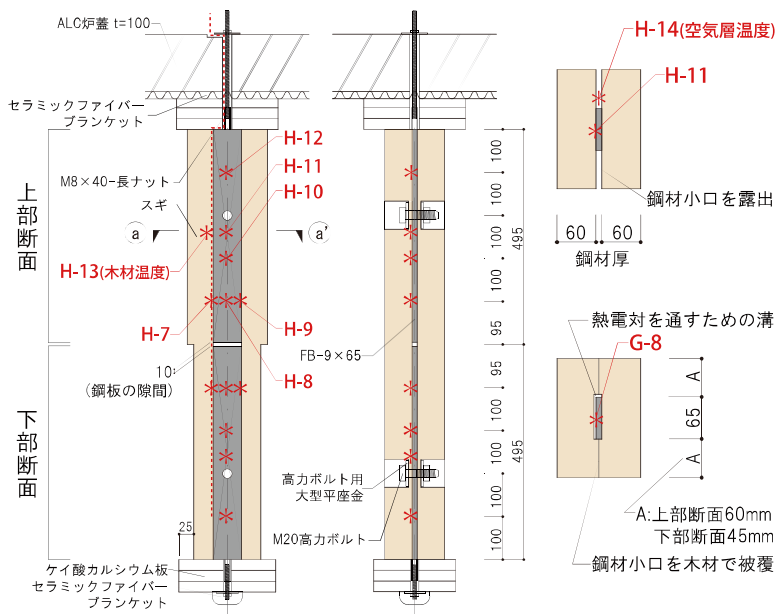 ALC炉蓋 t=100
セラミックファイバー
ブランケット
M8×40-長ナット
スギ
上部断面
a
a'
H-12
H-11
H-10
H-13(木材温度)
H-7
H-9
H-8
10:
(鋼板の隙間)
下部断面
25
ケイ酸カルシウム板
セラミックファイバー
ブランケット
FB-9×65
高力ボルト用
大型平座金
M20高力ボルト
100
100
100
100
95
495
95
100
100
100
100
495
H-14(空気層温度)
H-11
鋼材小口を露出
60
60
鋼材厚
熱電対を通すための溝
G-8
A
65
A
A:上部断面60mm
下部断面45mm
鋼材小口を木材で被覆